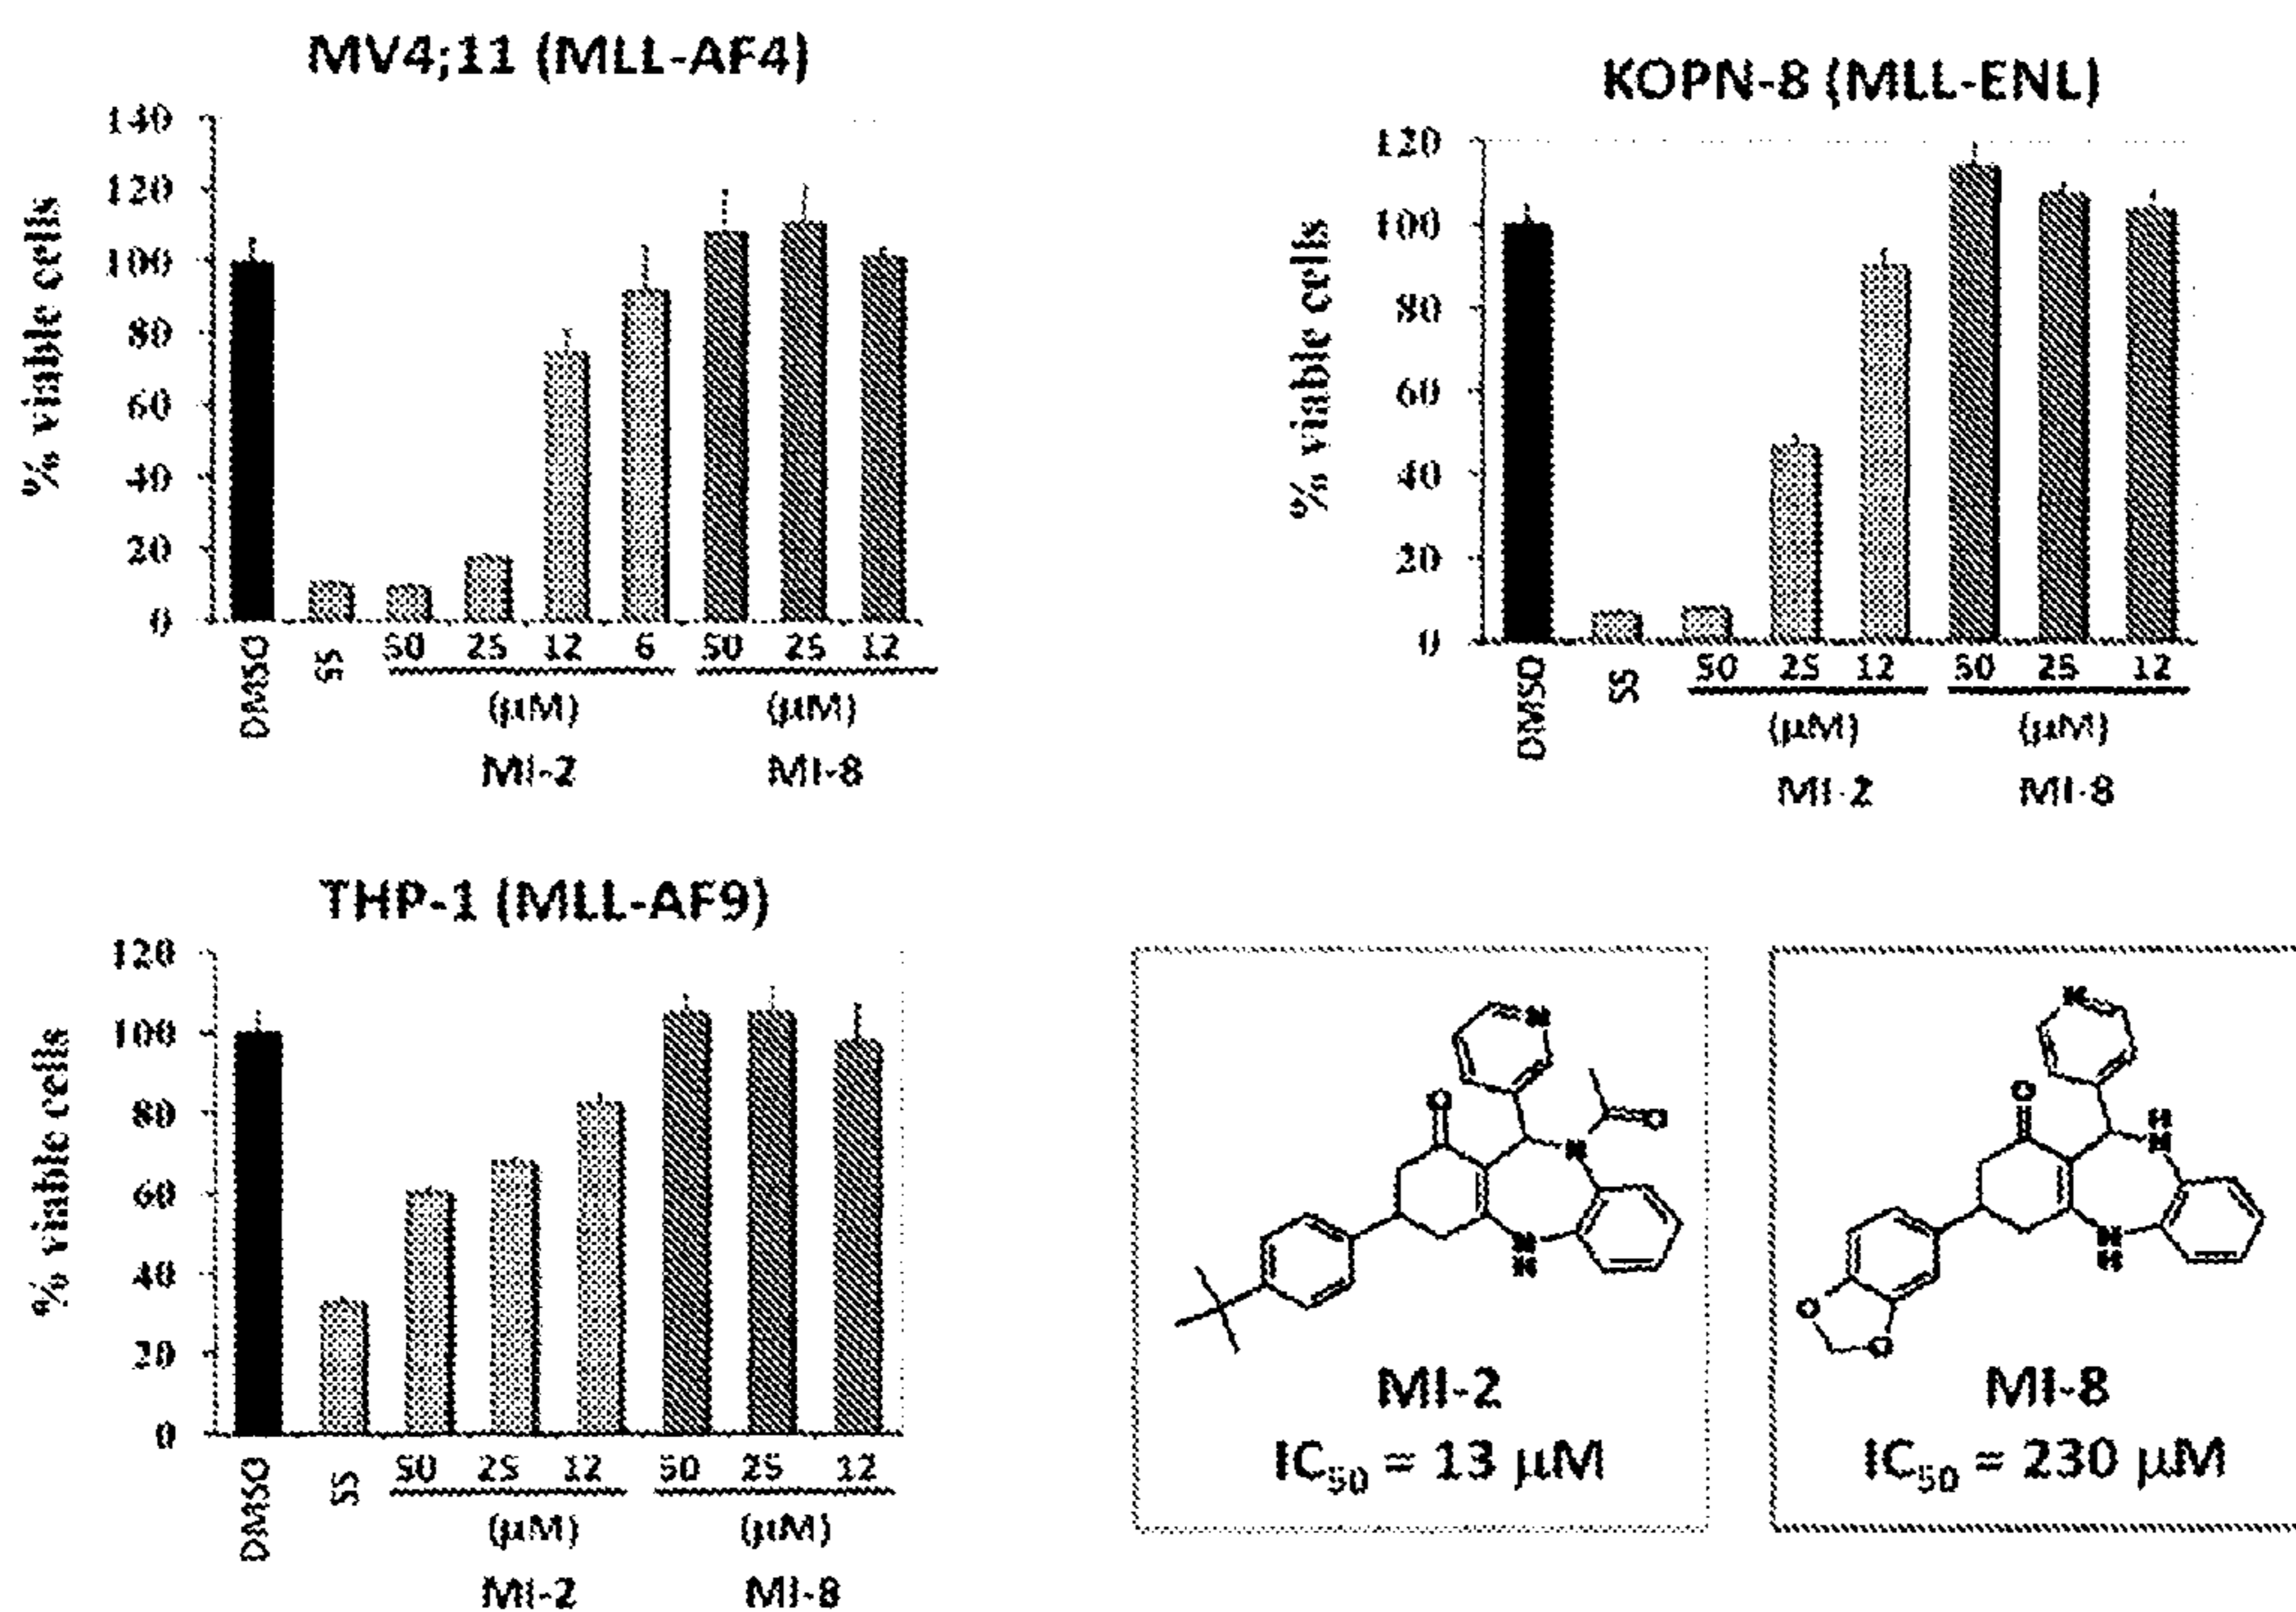 MV4;11 (MLL-AF4)
% viable cells
140
120
100
80
60
40
20
0
DMSO SS 50 25 12 6 50 25 12
(µM) (µM)
MI-2 MI-8
KOPN-8 (MLL-ENL)
% viable cells
120
100
80
60
40
20
0
DMSO SS 50 25 12 50 25 12
(µM) (µM)
MI-2 MI-8
THP-1 (MLL-AF9)
% viable cells
120
100
80
60
40
20
0
DMSO SS 50 25 12 50 25 12
(µM) (µM)
MI-2 MI-8
N
O
O
N
N
H
MI-2
IC50 = 13 µM
N
O
H
N
N
H
O
O
MI-8
IC50 = 230 µM